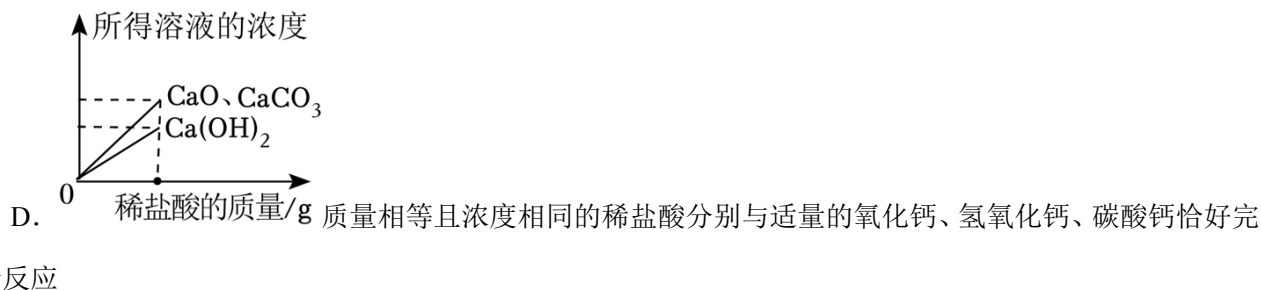 所得溶液的浓度
CaO、CaCO₃
Ca(OH)₂
0
稀盐酸的质量/g
D. 质量相等且浓度相同的稀盐酸分别与适量的氧化钙、氢氧化钙、碳酸钙恰好完
反应